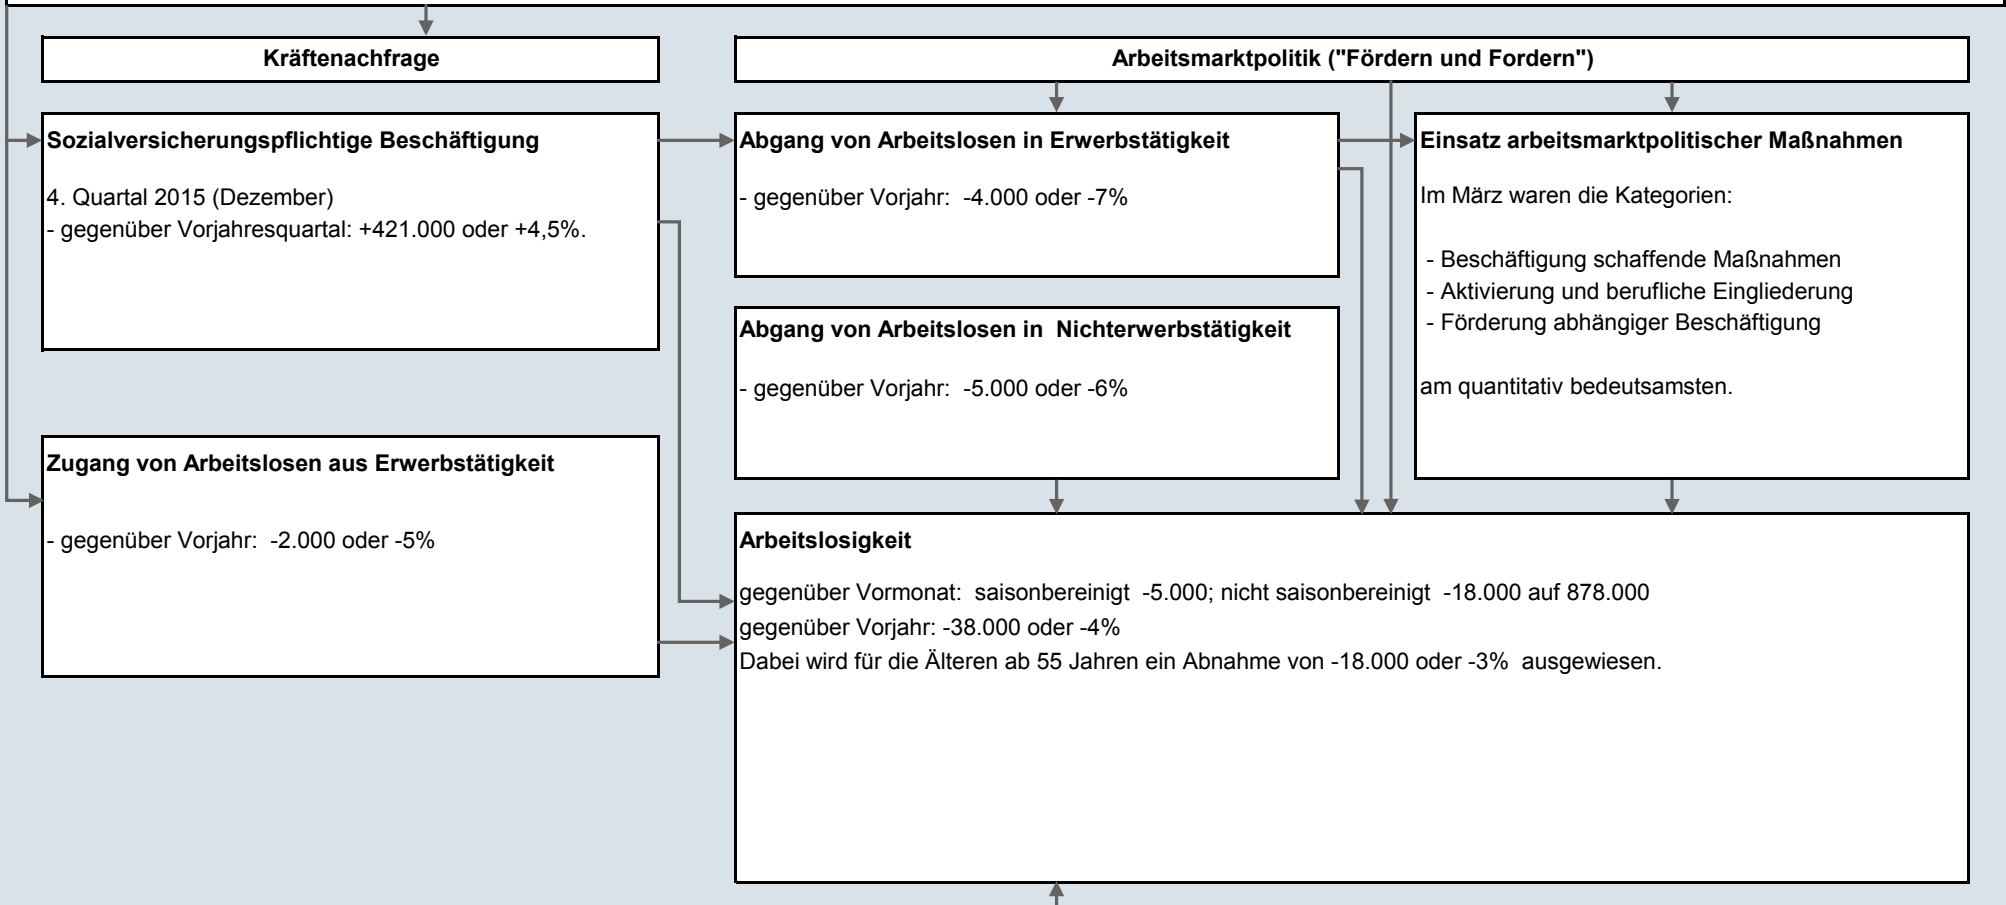 Kräftenachfrage
Arbeitsmarktpolitik ("Fördern und Fordern")
Sozialversicherungspflichtige Beschäftigung
4. Quartal 2015 (Dezember)
- gegenüber Vorjahresquartal: +421.000 oder +4,5%.
Abgang von Arbeitslosen in Erwerbstätigkeit
- gegenüber Vorjahr:  -4.000 oder -7%
Einsatz arbeitsmarktpolitischer Maßnahmen
Im März waren die Kategorien:
- Beschäftigung schaffende Maßnahmen
- Aktivierung und berufliche Eingliederung
- Förderung abhängiger Beschäftigung
am quantitativ bedeutsamsten.
Abgang von Arbeitslosen in  Nichterwerbstätigkeit
- gegenüber Vorjahr:  -5.000 oder -6%
Zugang von Arbeitslosen aus Erwerbstätigkeit
- gegenüber Vorjahr:  -2.000 oder -5%
Arbeitslosigkeit
gegenüber Vormonat:  saisonbereinigt  -5.000; nicht saisonbereinigt  -18.000 auf 878.000
gegenüber Vorjahr: -38.000 oder -4%
Dabei wird für die Älteren ab 55 Jahren ein Abnahme von -18.000 oder -3%  ausgewiesen.